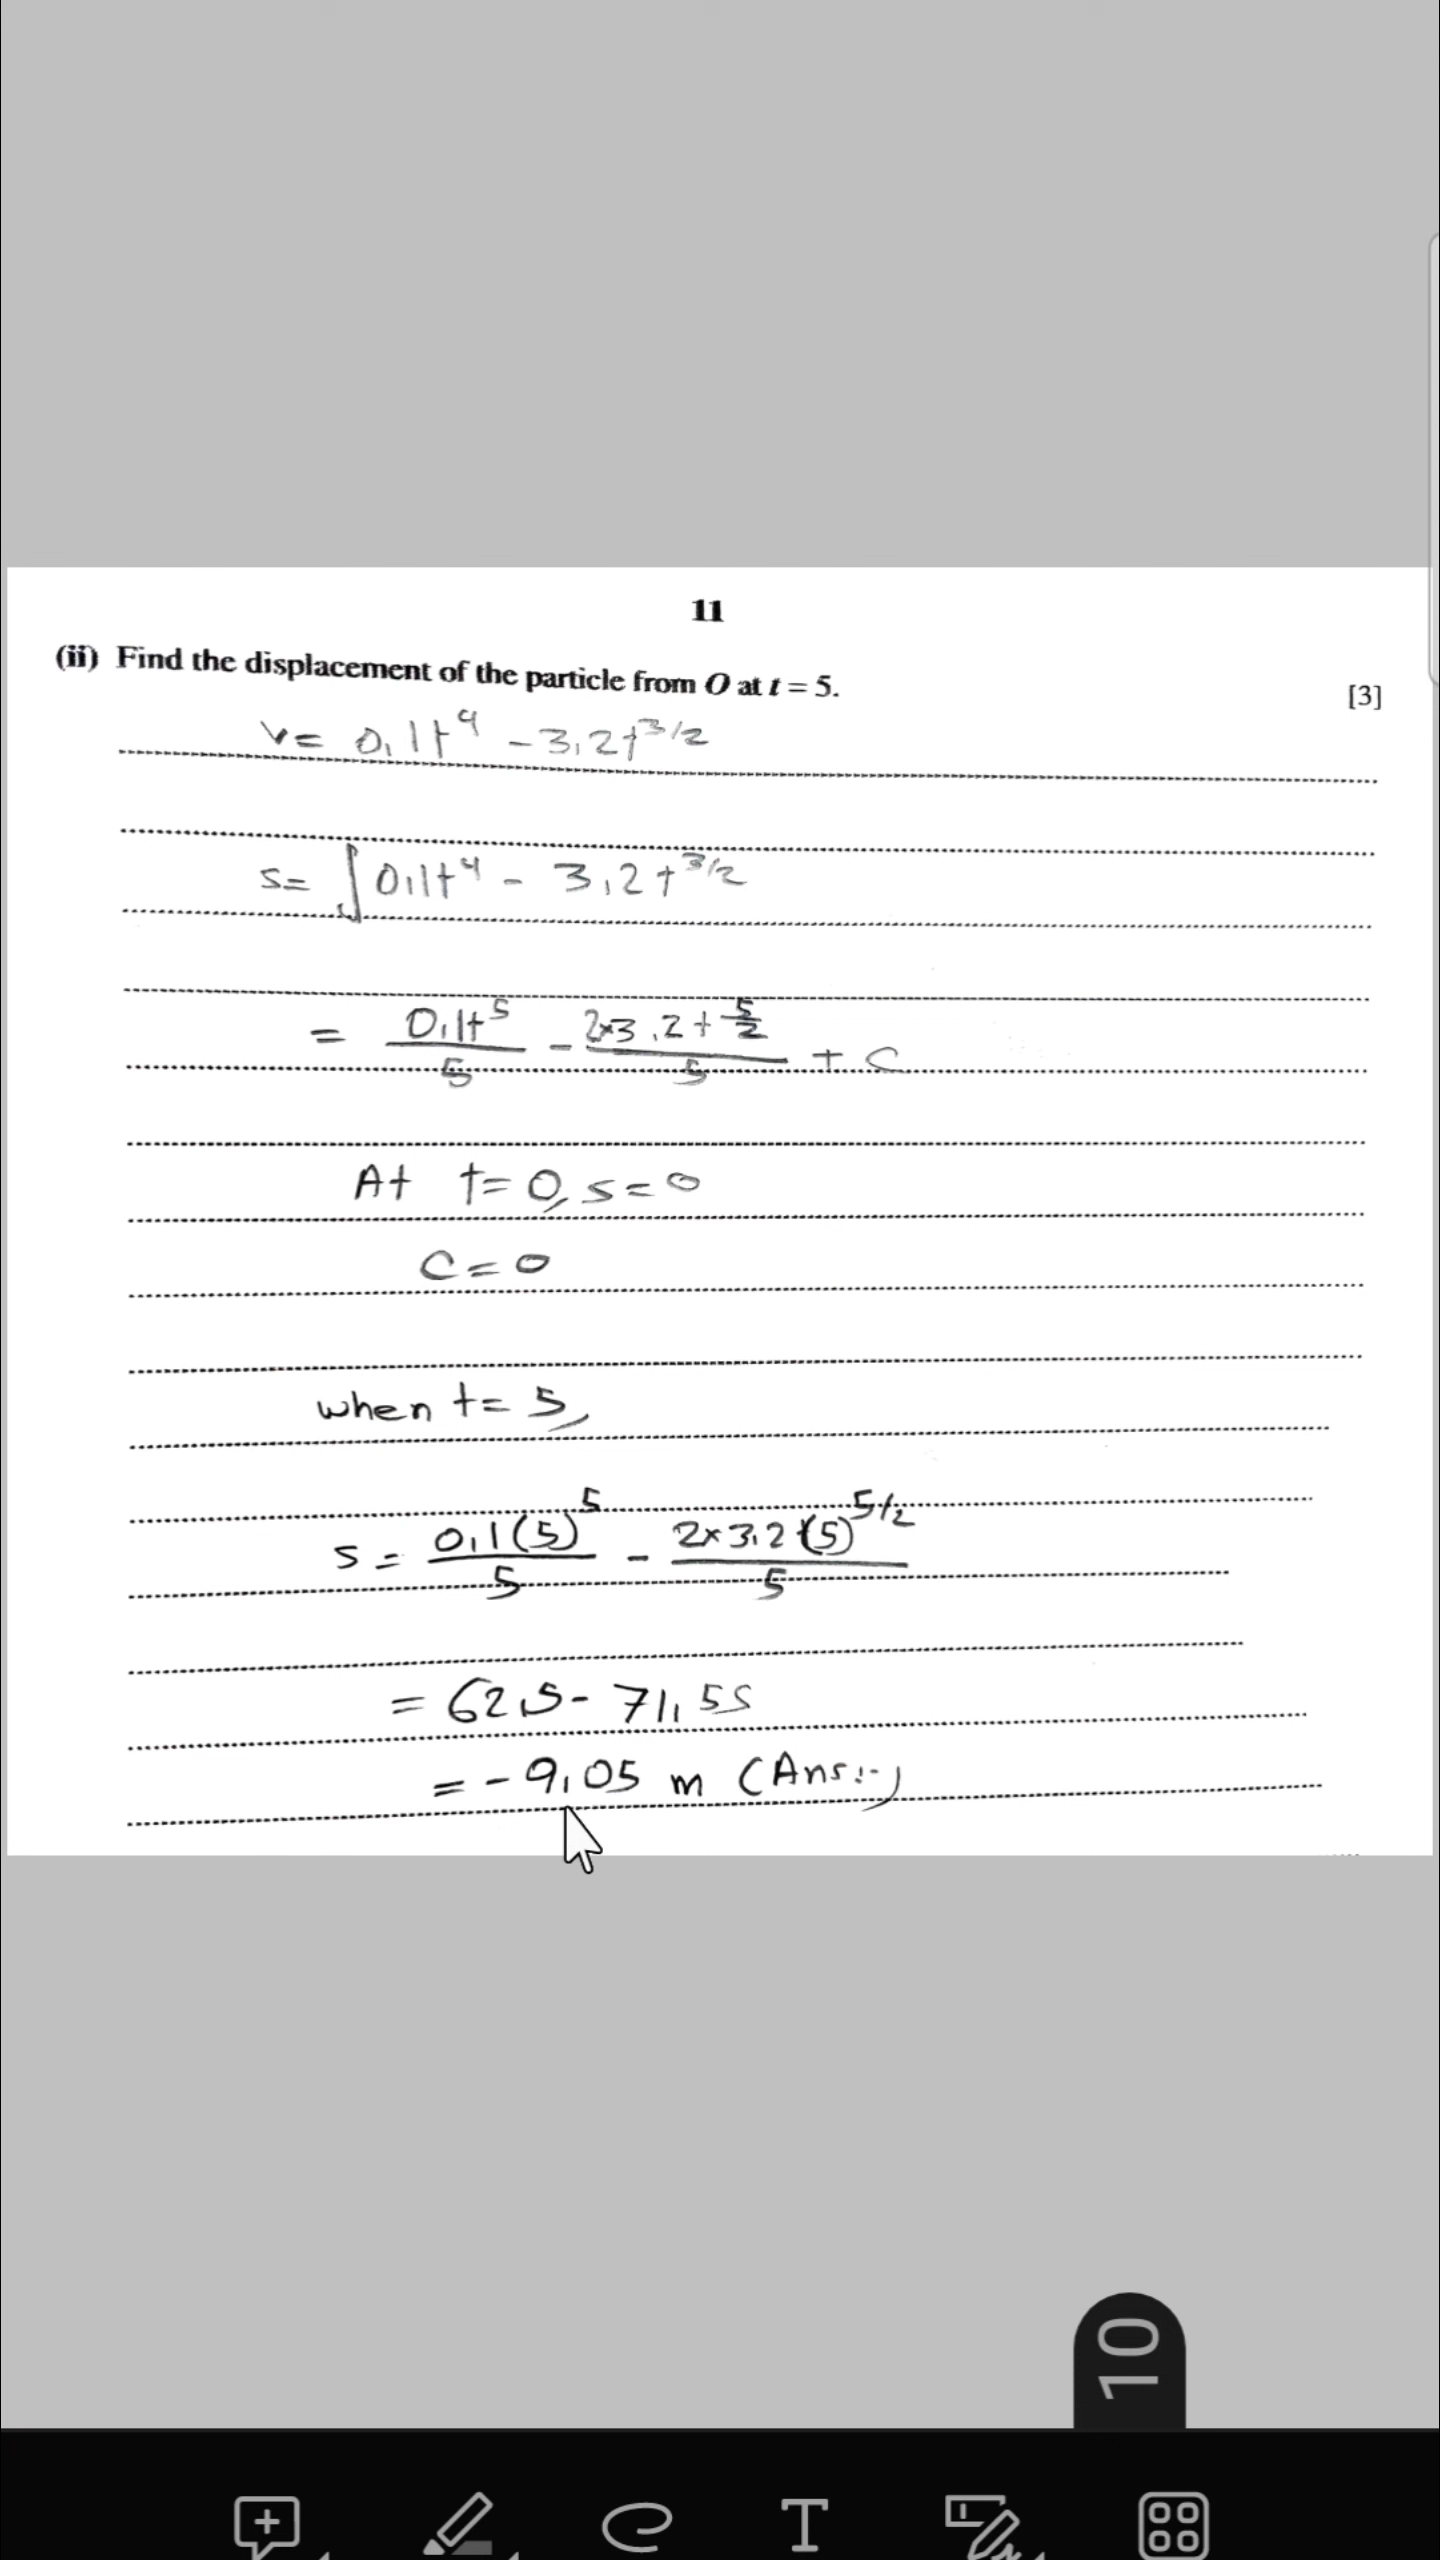 11
(ii) Find the displacement of the particle from O at t = 5. [3]
v = 0.1t⁴ - 3.2t^3/2
s = ∫ 0.1t⁴ - 3.2t^3/2
= 0.1t⁵/5 - 2×3.2t^5/2/5 + C
At t = 0, s = 0
C = 0
when t = 5,
s = 0.1(5)⁵/5 - 2×3.2(5)^5/2/5
= 62.5 - 71.55
= -9.05 m (Ans:-)
10
T